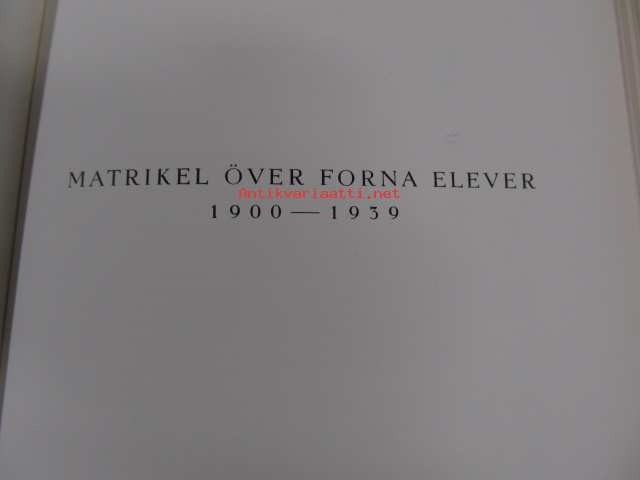 MATRIKEL ÖVER FORNA ELEVER
Antikvariaatti.net
1900—1939